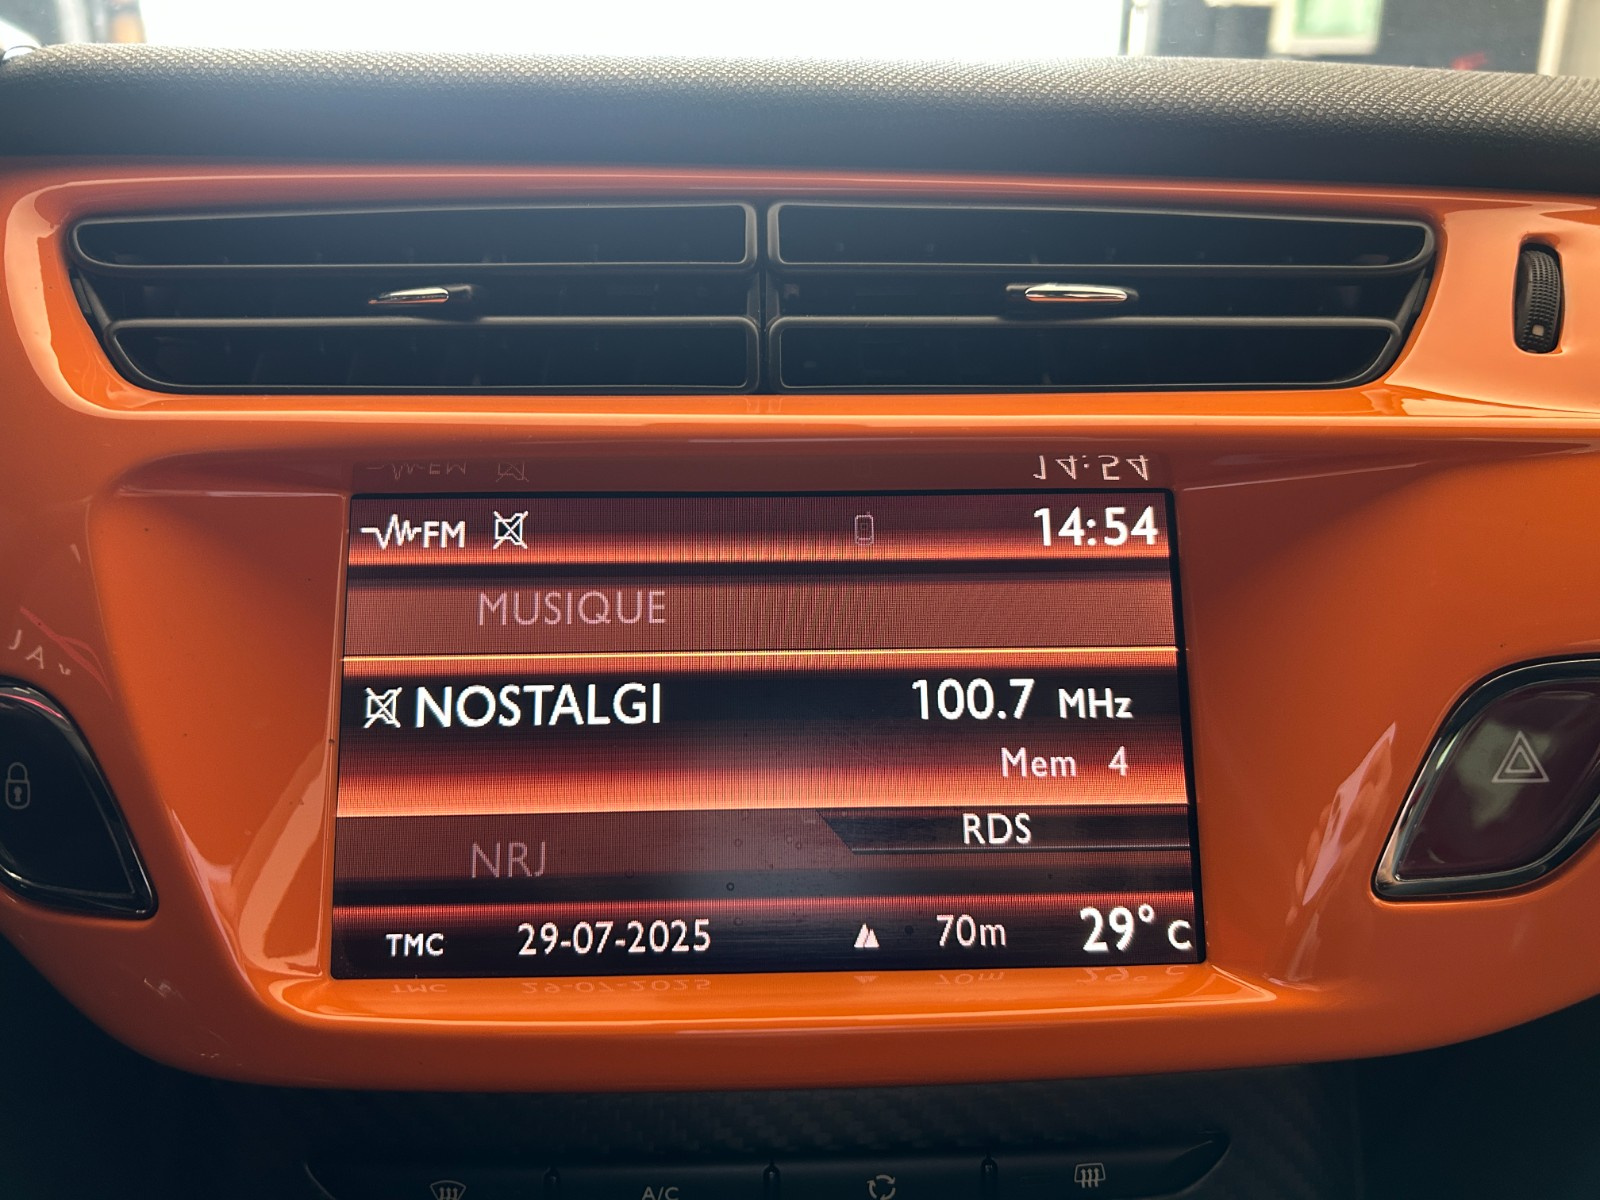 FM 14:54
MUSIQUE
NOSTALGI 100.7 MHz
Mem 4
RDS
NRJ
TMC 29-07-2025 70m 29° C
A/C